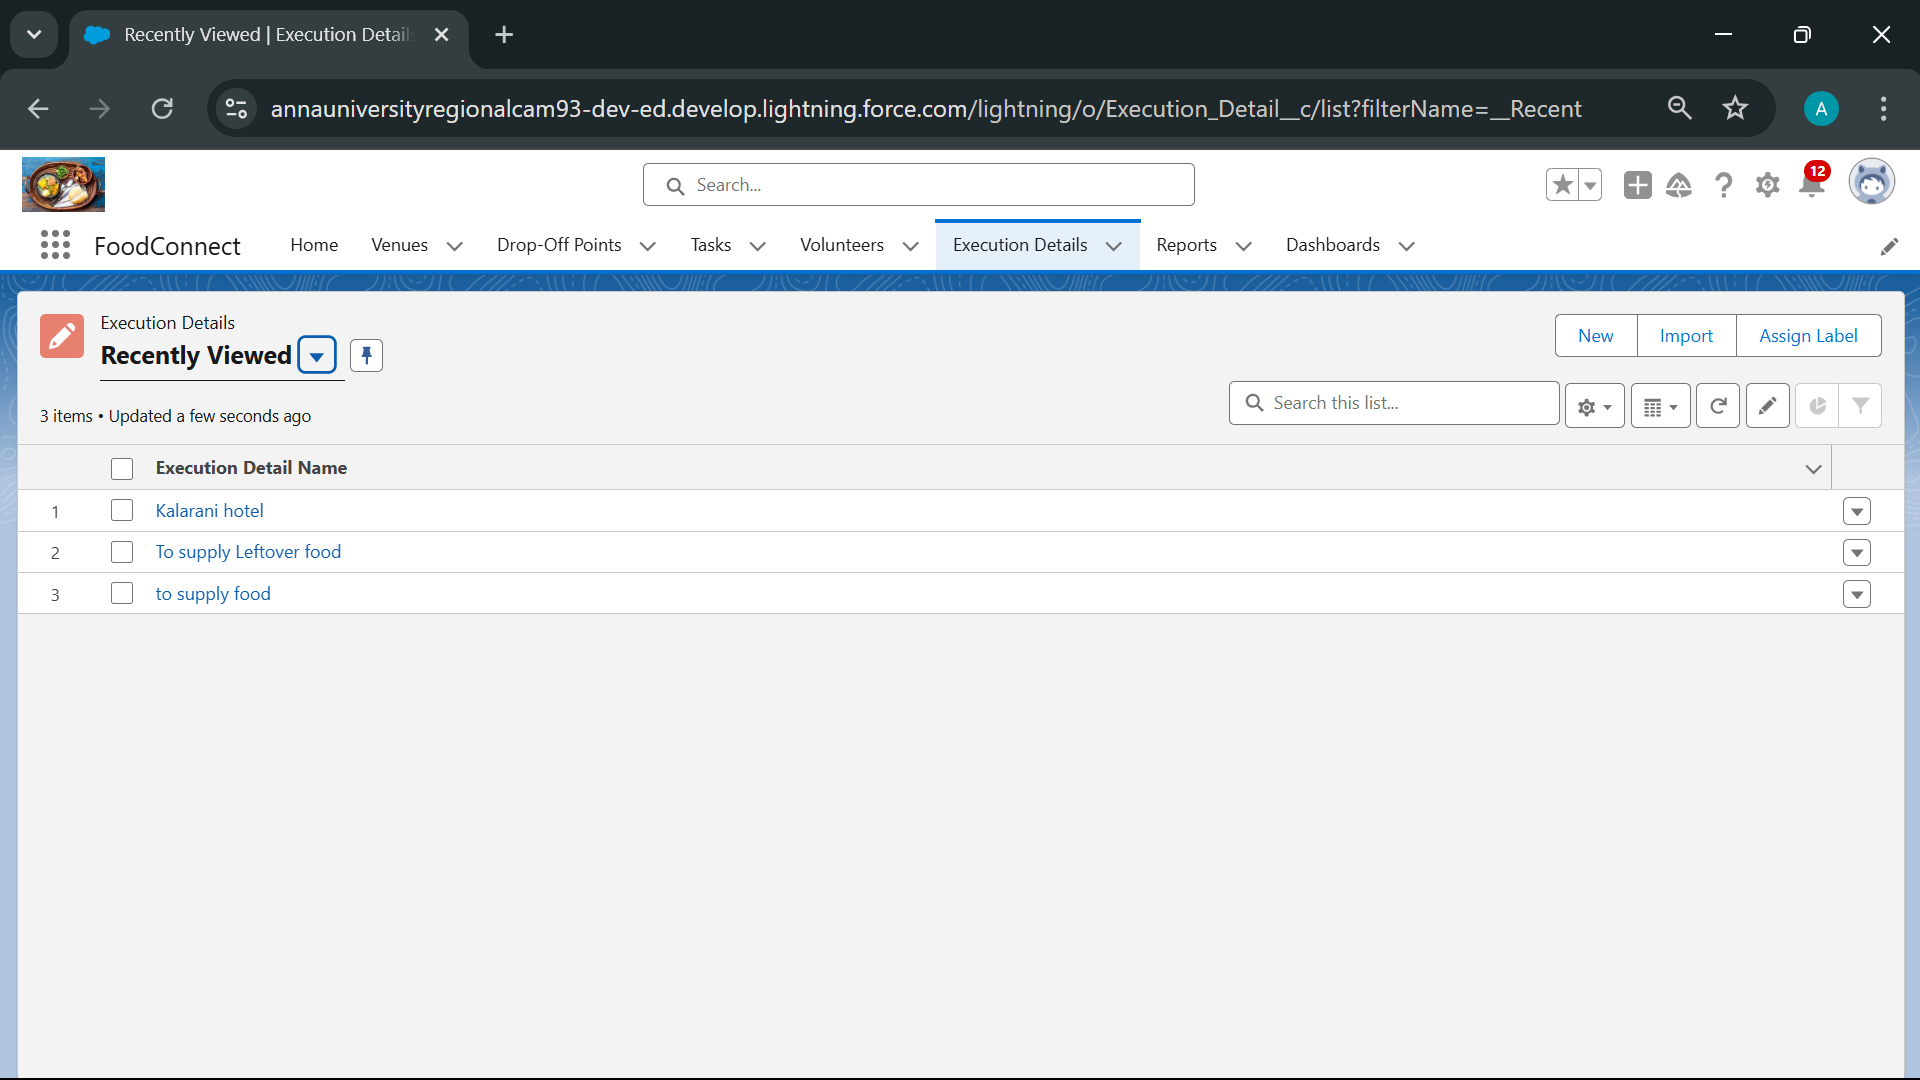 Recently Viewed | Execution Detail
annauniversityregionalcam93-dev-ed.develop.lightning.force.com/lightning/o/Execution_Detail__c/list?filterName=__Recent
A
Search...
12
FoodConnect Home Venues Drop-Off Points Tasks Volunteers Execution Details Reports Dashboards
Execution Details
Recently Viewed
New Import Assign Label
3 items • Updated a few seconds ago
Search this list...
Execution Detail Name
1 Kalarani hotel
2 To supply Leftover food
3 to supply food